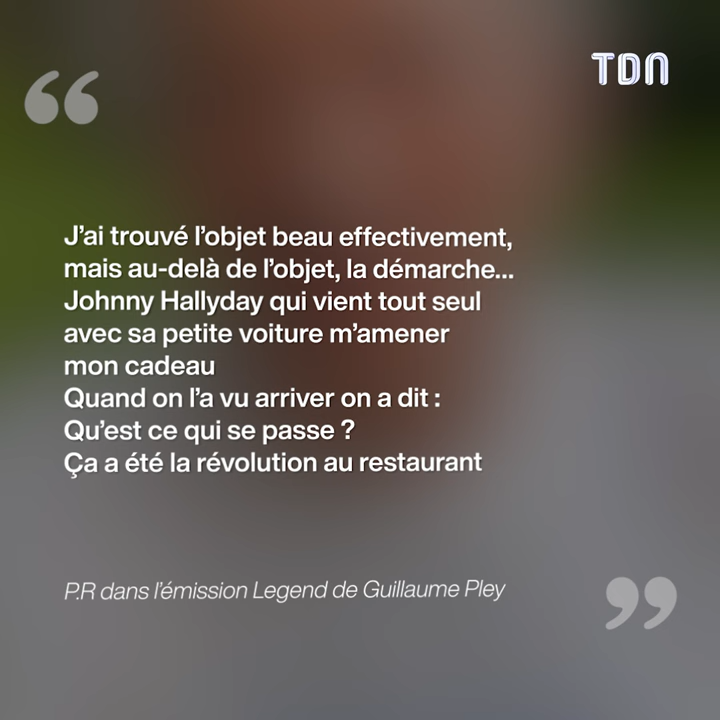 TDN
“
J’ai trouvé l’objet beau effectivement,
mais au-delà de l’objet, la démarche...
Johnny Hallyday qui vient tout seul
avec sa petite voiture m’amener
mon cadeau
Quand on l’a vu arriver on a dit :
Qu’est ce qui se passe ?
Ça a été la révolution au restaurant
P.R dans l’émission Legend de Guillaume Pley
”